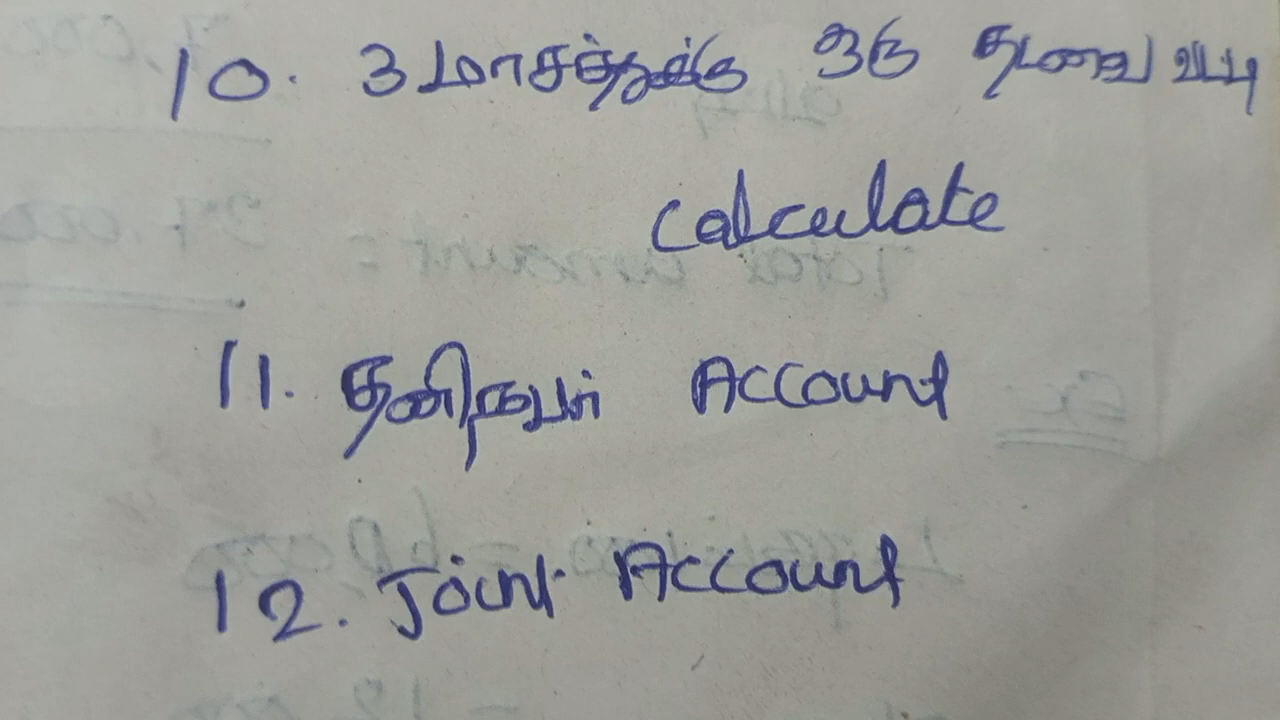 10. 3 மாசத்துக்கு ஒரு தடவை வட்டி
calculate
11. தனிநபர் Account
12. Joint Account